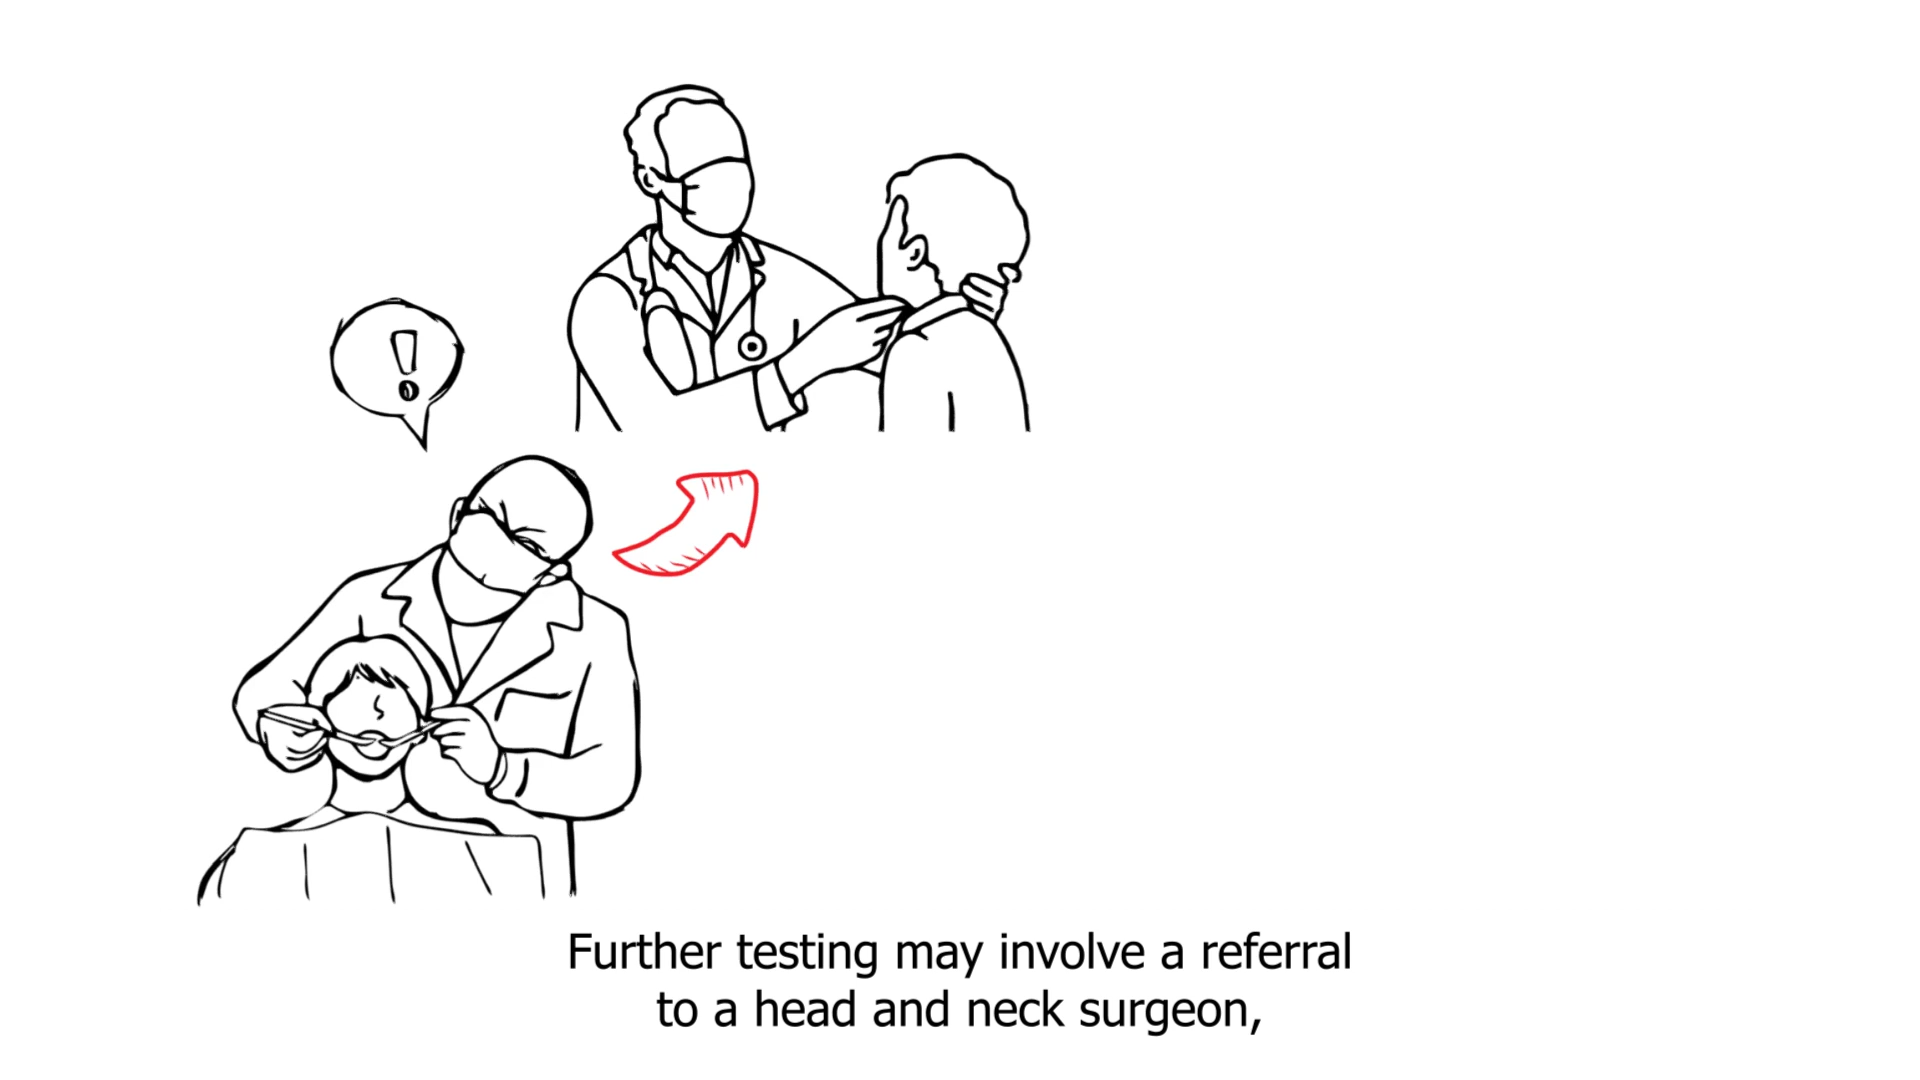 !
Further testing may involve a referral
to a head and neck surgeon,